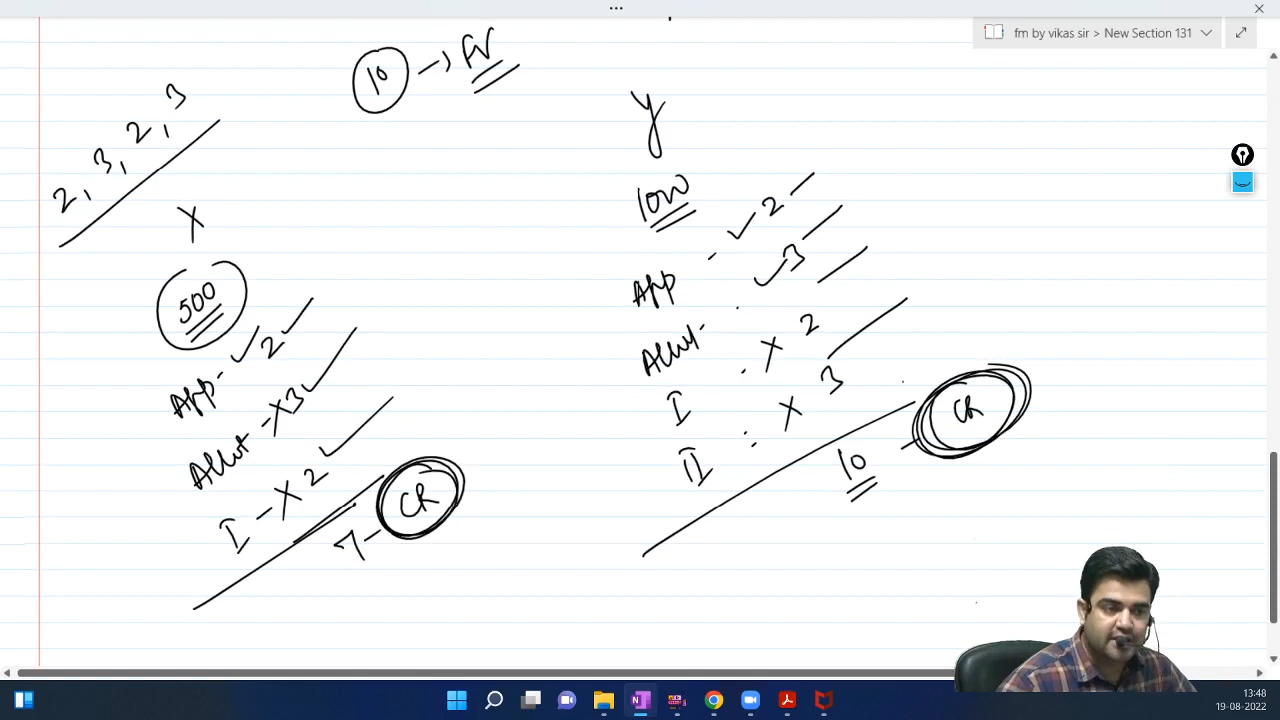 fm by vikas sir > New Section 131
10 → FV
2, 3, 2, 3
X
500
App - ✓ 2 ✓
Allot - X 3 ✓
I - X 2 ✓
7 - CR
Y
1000
App - ✓ 2
Allot - ✓ 3
I - X 2
II - X 3
10 - CR
13:48
19-08-2022